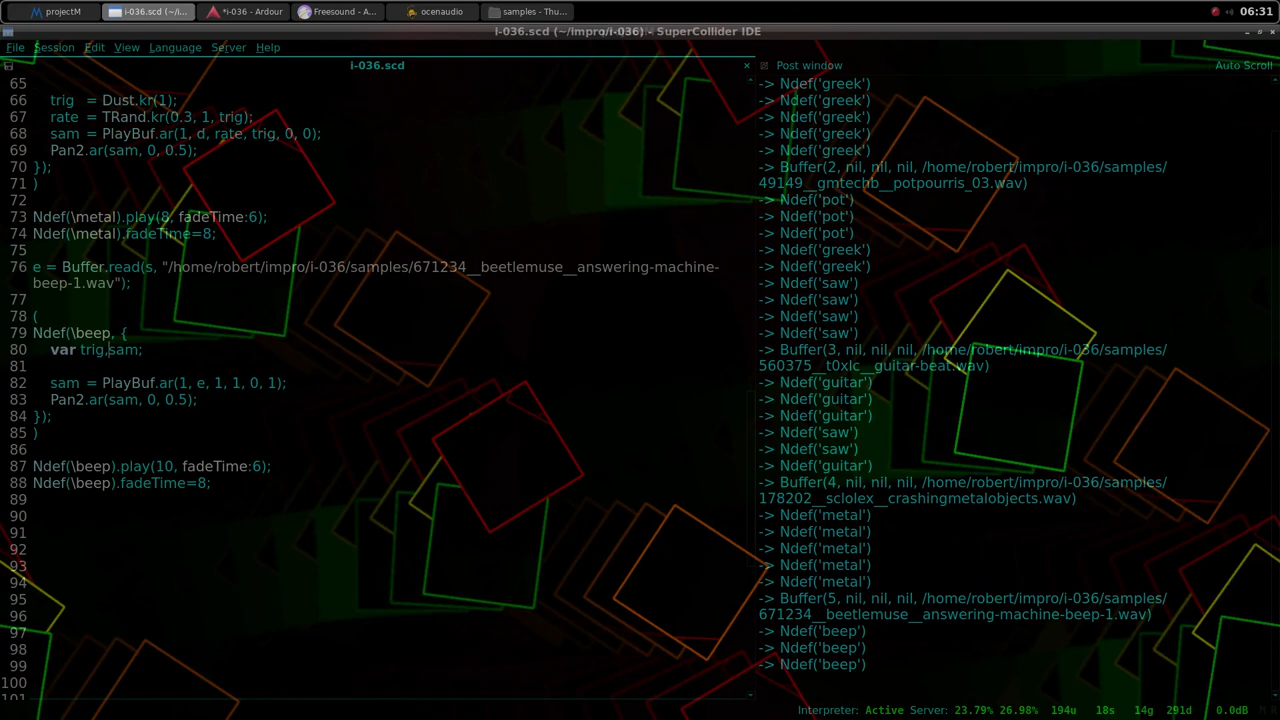 projectM
i-036.scd (~/i...
*i-036 - Ardour
Freesound - A...
ocenaudio
samples - Thu...
06:31
i-036.scd (~/impro/i-036) - SuperCollider IDE
File Session Edit View Language Server Help
i-036.scd
65
66 trig = Dust.kr(1);
67 rate = TRand.kr(0.3, 1, trig);
68 sam = PlayBuf.ar(1, d, rate, trig, 0, 0);
69 Pan2.ar(sam, 0, 0.5);
70 });
71 )
72
73 Ndef(\metal).play(8, fadeTime:6);
74 Ndef(\metal).fadeTime=8;
75
76 e = Buffer.read(s, "/home/robert/impro/i-036/samples/671234__beetlemuse__answering-machine-
beep-1.wav");
77
78 (
79 Ndef(\beep, {
80 var trig,sam;
81
82 sam = PlayBuf.ar(1, e, 1, 1, 0, 1);
83 Pan2.ar(sam, 0, 0.5);
84 });
85 )
86
87 Ndef(\beep).play(10, fadeTime:6);
88 Ndef(\beep).fadeTime=8;
89
90
91
92
93
94
95
96
97
98
99
100
101
Post window
Auto Scroll
-> Ndef('greek')
-> Ndef('greek')
-> Ndef('greek')
-> Ndef('greek')
-> Ndef('greek')
-> Buffer(2, nil, nil, nil, /home/robert/impro/i-036/samples/
49149__gmtechb__potpourris_03.wav)
-> Ndef('pot')
-> Ndef('pot')
-> Ndef('pot')
-> Ndef('greek')
-> Ndef('greek')
-> Ndef('saw')
-> Ndef('saw')
-> Ndef('saw')
-> Ndef('saw')
-> Buffer(3, nil, nil, nil, /home/robert/impro/i-036/samples/
560375__t0xlc__guitar-beat.wav)
-> Ndef('guitar')
-> Ndef('guitar')
-> Ndef('guitar')
-> Ndef('saw')
-> Ndef('saw')
-> Ndef('guitar')
-> Buffer(4, nil, nil, nil, /home/robert/impro/i-036/samples/
178202__sclolex__crashingmetalobjects.wav)
-> Ndef('metal')
-> Ndef('metal')
-> Ndef('metal')
-> Ndef('metal')
-> Ndef('metal')
-> Buffer(5, nil, nil, nil, /home/robert/impro/i-036/samples/
671234__beetlemuse__answering-machine-beep-1.wav)
-> Ndef('beep')
-> Ndef('beep')
-> Ndef('beep')
Interpreter: Active Server: 23.79% 26.98% 194u 18s 14g 291d 0.0dB